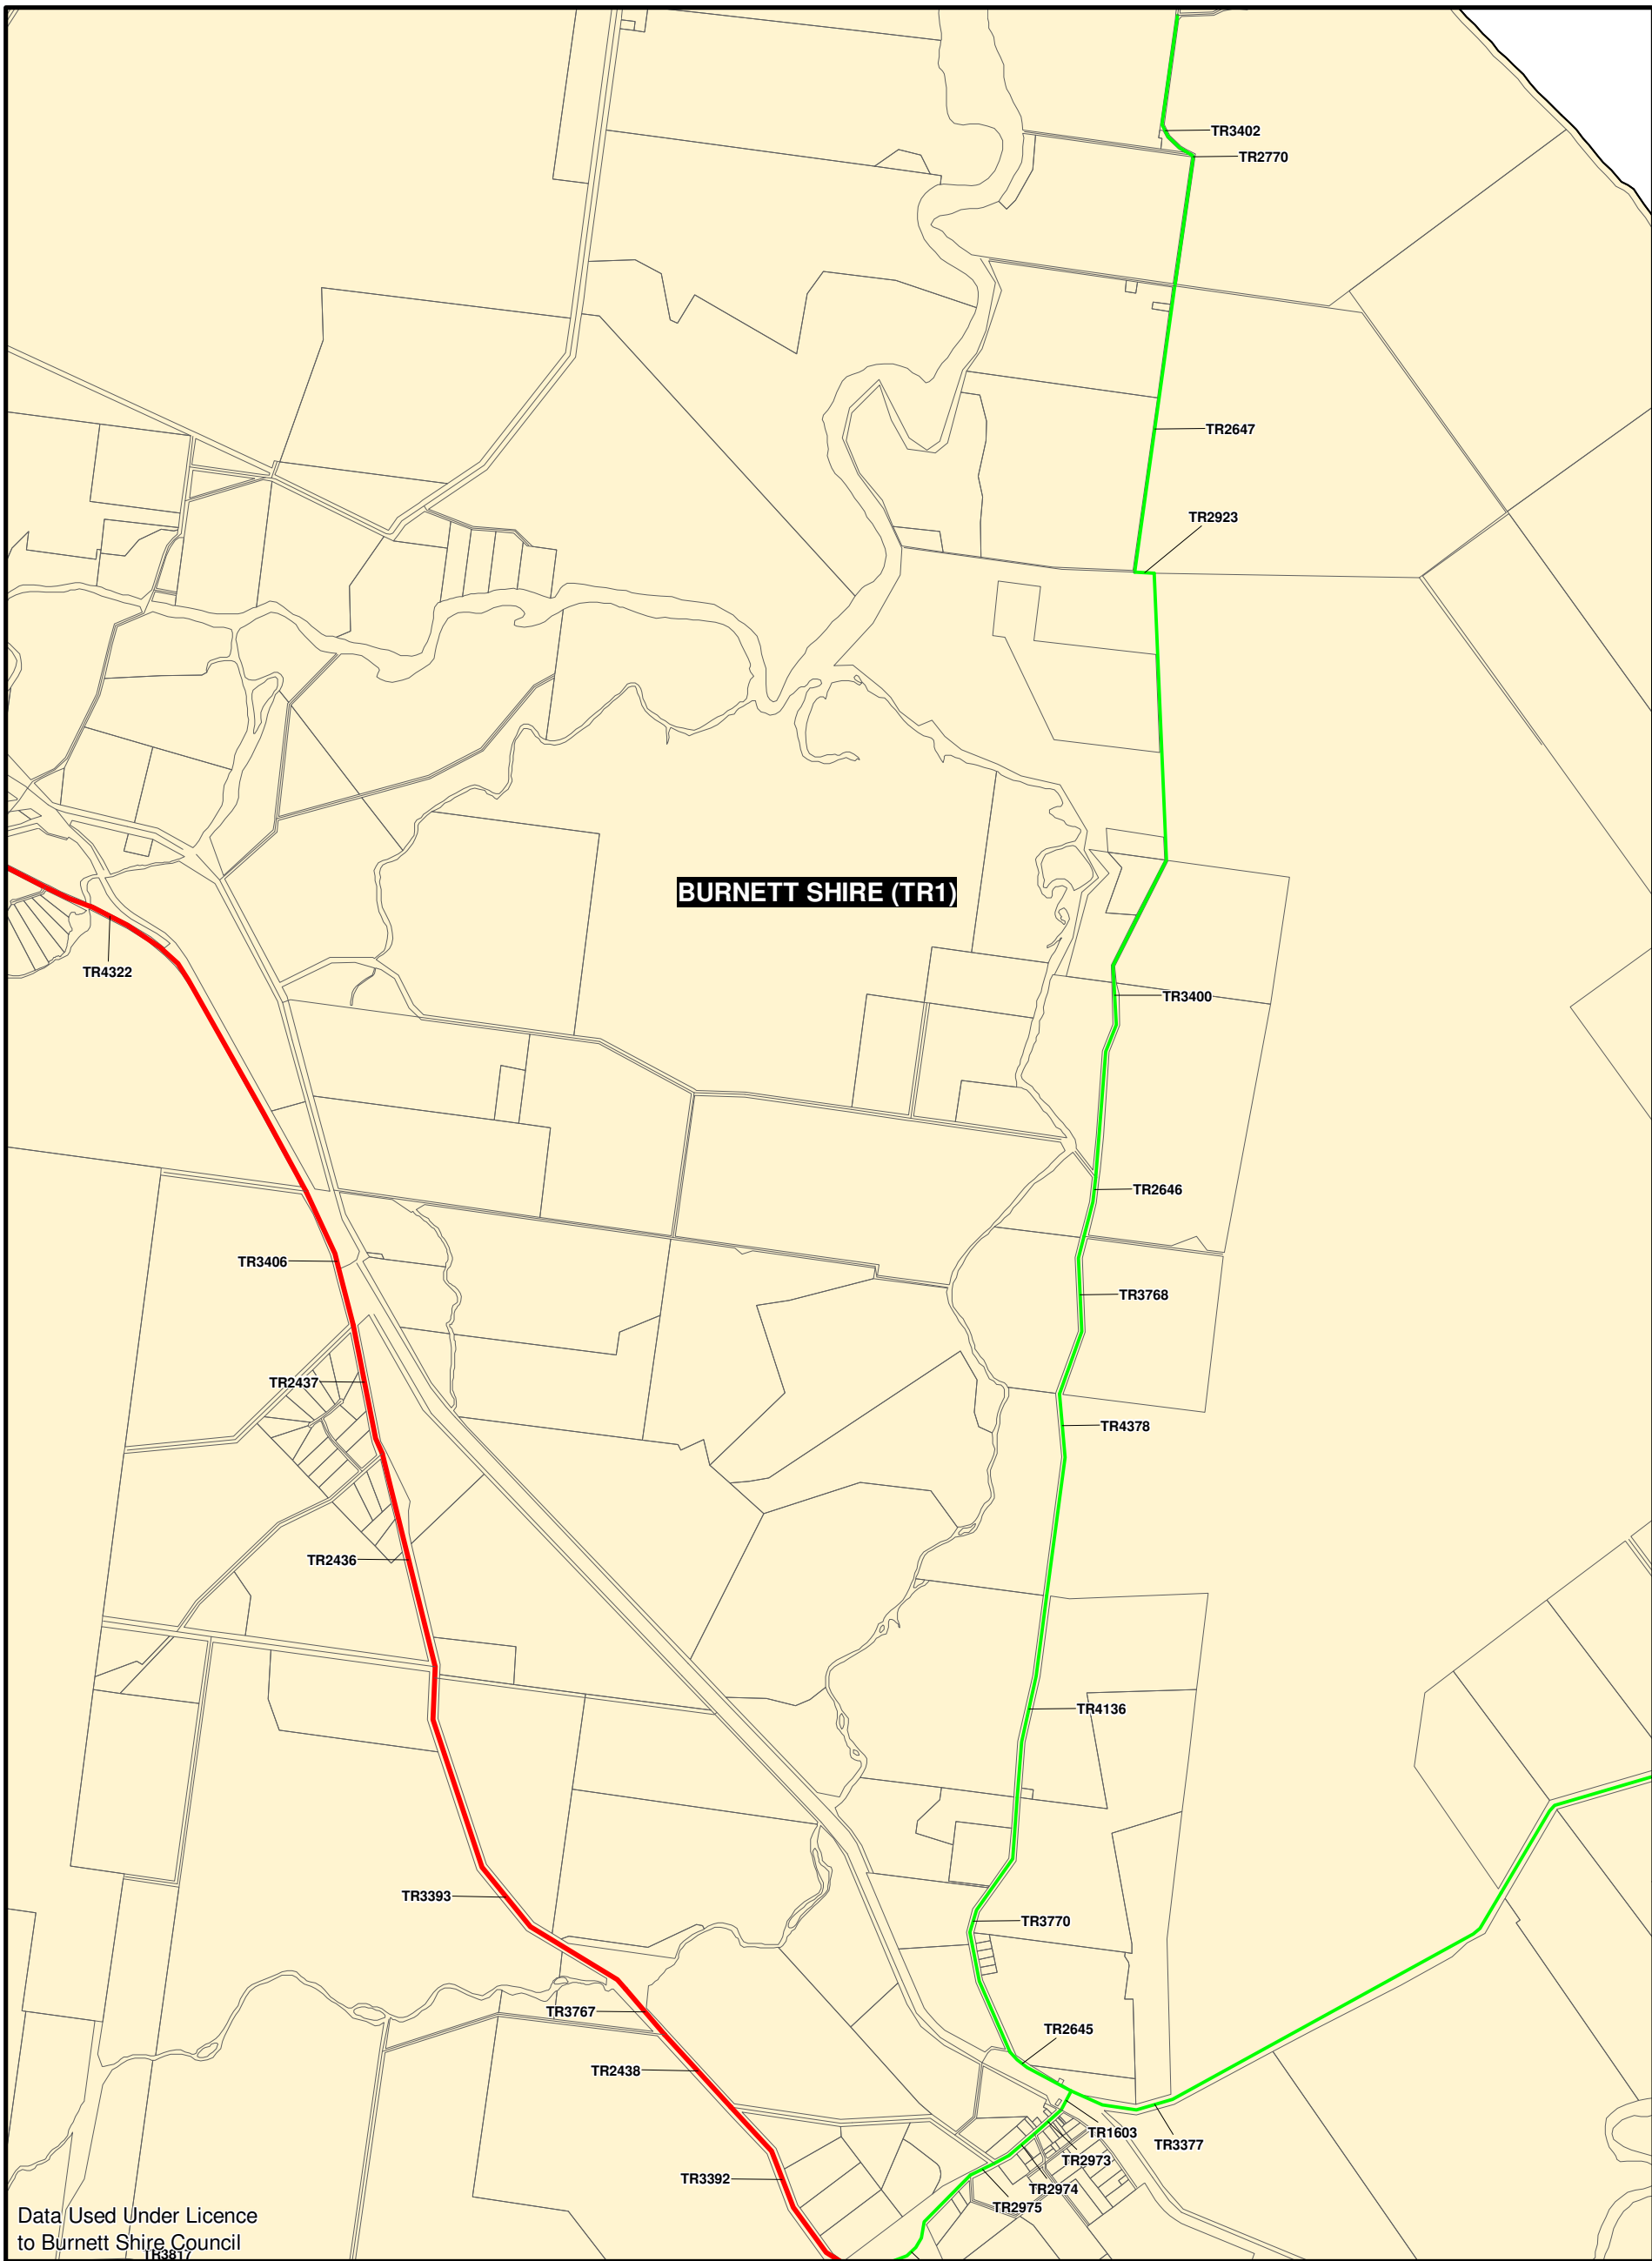 TR3402
TR2770
TR2647
TR2923
BURNETT SHIRE (TR1)
TR4322
TR3400
TR2646
TR3406
TR3768
TR2437
TR4378
TR2436
TR4136
TR3393
TR3770
TR3767
TR2645
TR2438
TR1603
TR3377
TR2973
TR3392
TR2974
TR2975
Data Used Under Licence
to Burnett Shire Council
TR3817